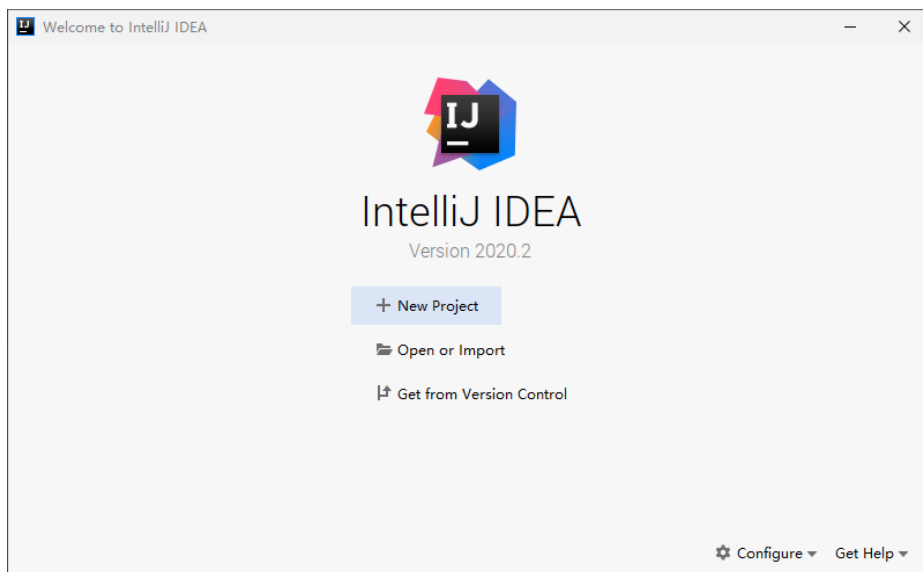 Welcome to IntelliJ IDEA
IJ
IntelliJ IDEA
Version 2020.2
New Project
Open or Import
Get from Version Control
Configure Get Help